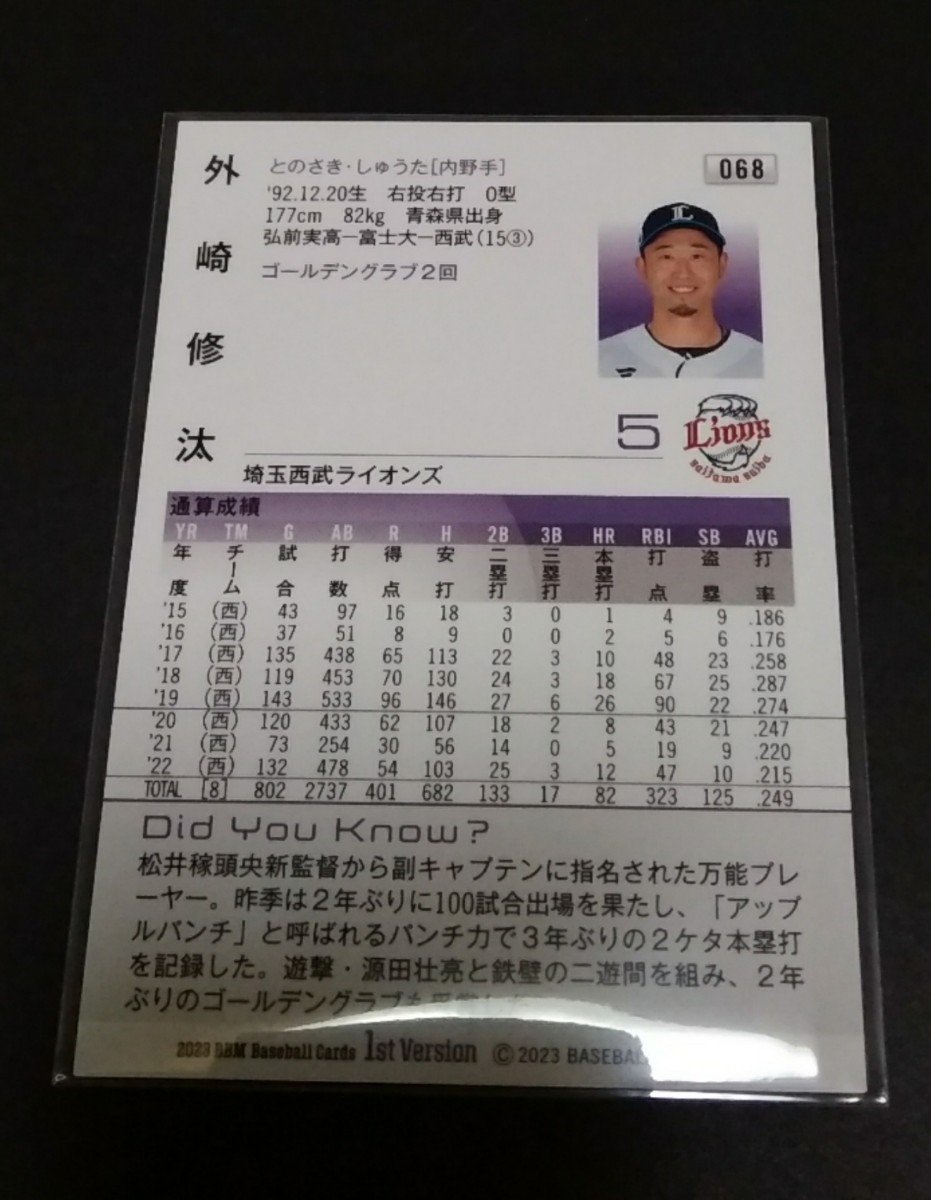 外崎修汰
とのさき・しゅうた[内野手]
068
'92.12.20生 右投右打 O型
177cm 82kg 青森県出身
弘前実高ー富士大ー西武(15③)
ゴールデングラブ2回
L
5
Lions
saitama seibu
埼玉西武ライオンズ
通算成績
YR TM G AB R H 2B 3B HR RBI SB AVG
年度 チーム 試合 打数 得点 安打 二塁打 三塁打 本塁打 打点 盗塁 打率
'15 (西) 43 97 16 18 3 0 1 4 9 .186
'16 (西) 37 51 8 9 0 0 2 5 6 .176
'17 (西) 135 438 65 113 22 3 10 48 23 .258
'18 (西) 119 453 70 130 24 3 18 67 25 .287
'19 (西) 143 533 96 146 27 6 26 90 22 .274
'20 (西) 120 433 62 107 18 2 8 43 21 .247
'21 (西) 73 254 30 56 14 0 5 19 9 .220
'22 (西) 132 478 54 103 25 3 12 47 10 .215
TOTAL [8] 802 2737 401 682 133 17 82 323 125 .249
Did You Know?
松井稼頭央新監督から副キャプテンに指名された万能プレ
ーヤー。昨季は2年ぶりに100試合出場を果たし、「アップ
ルパンチ」と呼ばれるパンチ力で3年ぶりの2ケタ本塁打
を記録した。遊撃・源田壮亮と鉄壁の二遊間を組み、2年
ぶりのゴールデングラブも
2023 BBM Baseball Cards 1st Version © 2023 BASEBAL